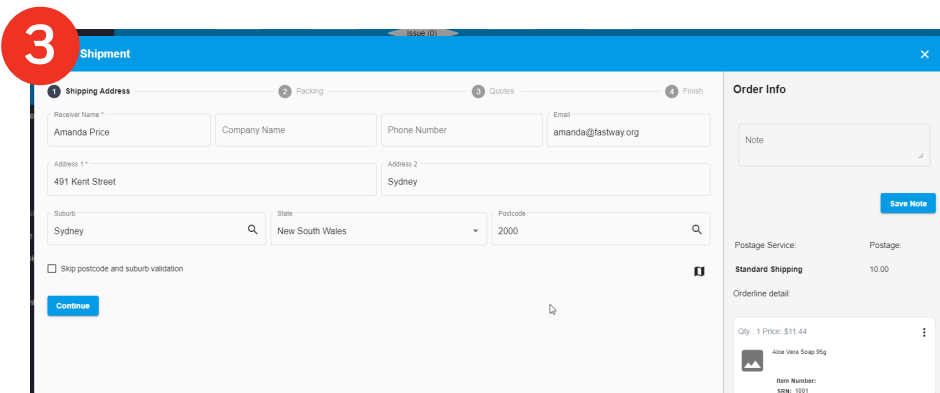 Issue (0)
3
Shipment
1 Shipping Address
2 Packing
3 Quotes
4 Finish
Receiver Name *
Amanda Price
Company Name
Phone Number
Email
amanda@fastway.org
Address 1 *
491 Kent Street
Address 2
Sydney
Suburb
Sydney
State
New South Wales
Postcode
2000
Skip postcode and suburb validation
Continue
Order Info
Note
Save Note
Postage Service: Postage:
Standard Shipping 10.00
Orderline detail:
Qty : 1 Price: $11.44
Aloe Vera Soap 95g
Item Number:
SRN: 1001